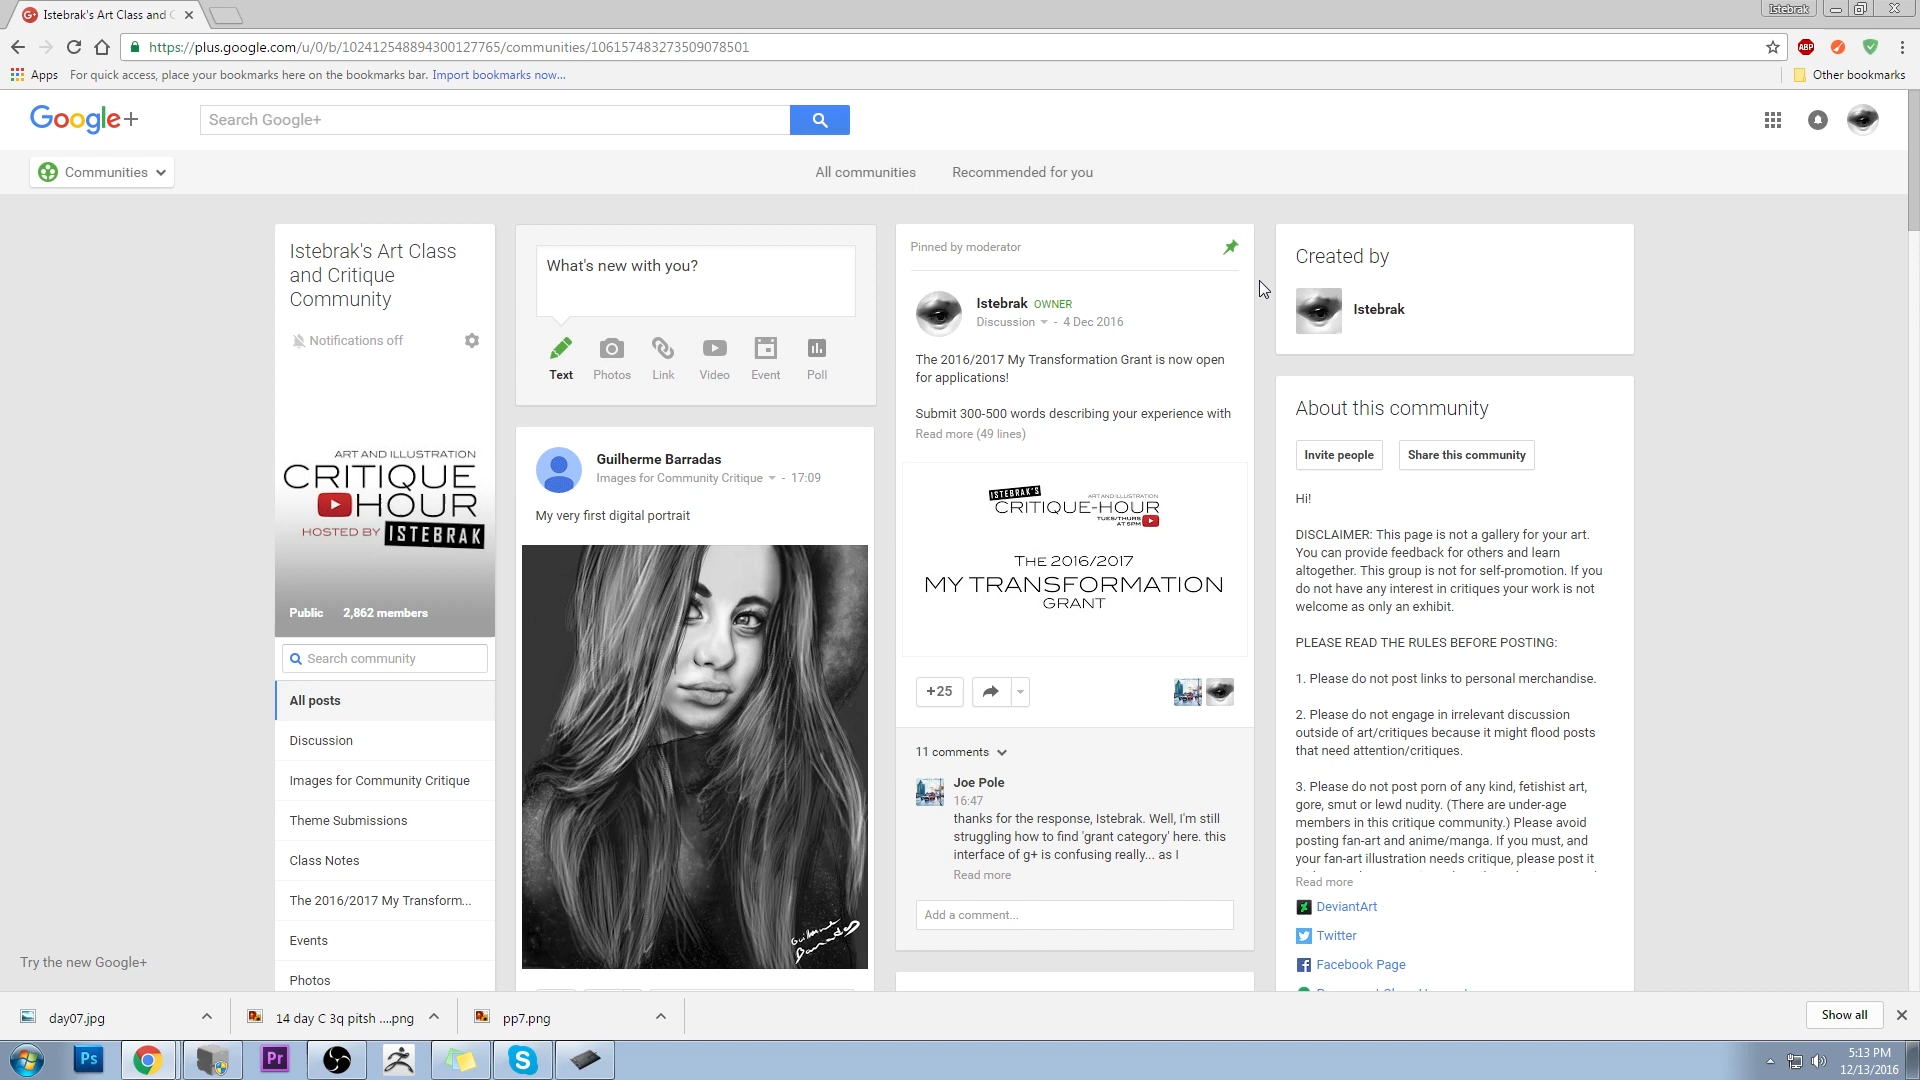 Istebrak's Art Class and C
Istebrak
https://plus.google.com/u/0/b/102412548894300127765/communities/106157483273509078501
ABP
Apps
For quick access, place your bookmarks here on the bookmarks bar. Import bookmarks now...
Other bookmarks
Google+
Search Google+
Communities
All communities
Recommended for you
Istebrak's Art Class
and Critique
Community
Notifications off
ART AND ILLUSTRATION
CRITIQUE
HOUR
HOSTED BY ISTEBRAK
Public 2,862 members
Search community
All posts
Discussion
Images for Community Critique
Theme Submissions
Class Notes
The 2016/2017 My Transform...
Events
Photos
Try the new Google+
What's new with you?
Text
Photos
Link
Video
Event
Poll
Guilherme Barradas
Images for Community Critique - 17:09
My very first digital portrait
Guilherme
Barradas
Pinned by moderator
Istebrak OWNER
Discussion - 4 Dec 2016
The 2016/2017 My Transformation Grant is now open
for applications!
Submit 300-500 words describing your experience with
Read more (49 lines)
ISTEBRAK'S
ART AND ILLUSTRATION
CRITIQUE-HOUR
TUES/THURS
AT 5PM
THE 2016/2017
MY TRANSFORMATION
GRANT
+25
11 comments
Joe Pole
16:47
thanks for the response, Istebrak. Well, I'm still
struggling how to find 'grant category' here. this
interface of g+ is confusing really... as I
Read more
Add a comment...
Created by
Istebrak
About this community
Invite people
Share this community
Hi!
DISCLAIMER: This page is not a gallery for your art.
You can provide feedback for others and learn
altogether. This group is not for self-promotion. If you
do not have any interest in critiques your work is not
welcome as only an exhibit.
PLEASE READ THE RULES BEFORE POSTING:
1. Please do not post links to personal merchandise.
2. Please do not engage in irrelevant discussion
outside of art/critiques because it might flood posts
that need attention/critiques.
3. Please do not post porn of any kind, fetishist art,
gore, smut or lewd nudity. (There are under-age
members in this critique community.) Please avoid
posting fan-art and anime/manga. If you must, and
your fan-art illustration needs critique, please post it
Read more
DeviantArt
Twitter
Facebook Page
day07.jpg
14 day C 3q pitsh ....png
pp7.png
Show all
Ps
Pr
5:13 PM
12/13/2016